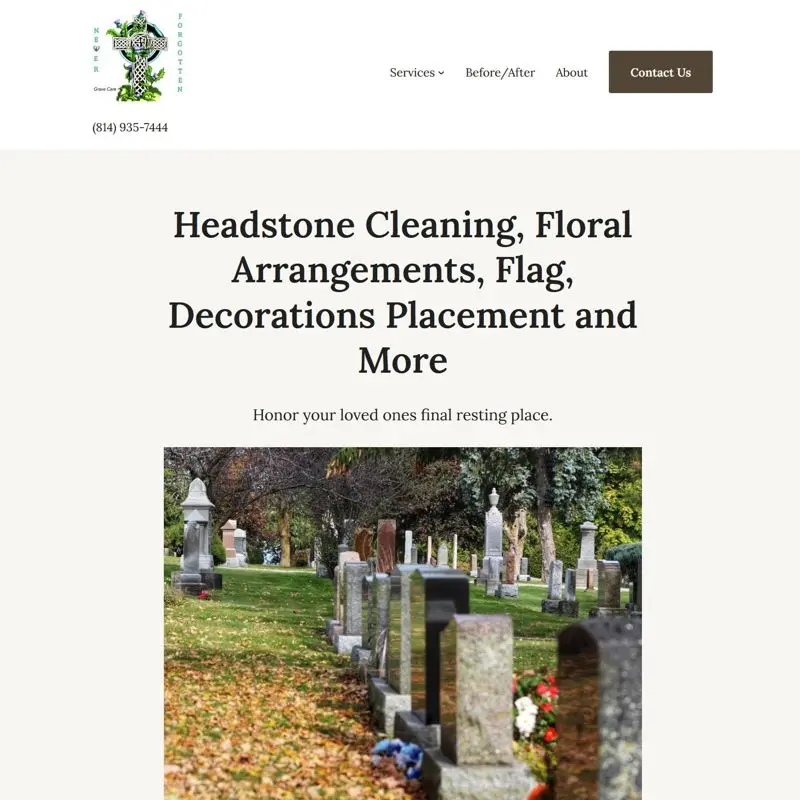 NEVER
FORGOTTEN
Grave Care
(814) 935-7444
Services
Before/After
About
Contact Us
Headstone Cleaning, Floral
Arrangements, Flag,
Decorations Placement and
More
Honor your loved ones final resting place.